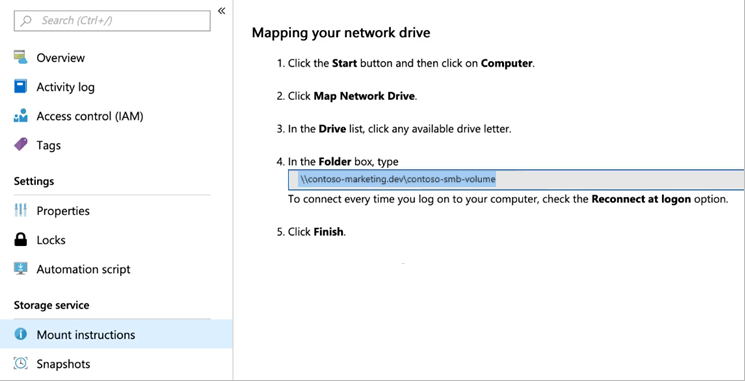 Search (Ctrl+/)
«
Overview
Activity log
Access control (IAM)
Tags
Settings
Properties
Locks
Automation script
Storage service
Mount instructions
Snapshots
Mapping your network drive
1. Click the Start button and then click on Computer.
2. Click Map Network Drive.
3. In the Drive list, click any available drive letter.
4. In the Folder box, type
\\contoso-marketing.dev\contoso-smb-volume
To connect every time you log on to your computer, check the Reconnect at logon option.
5. Click Finish.